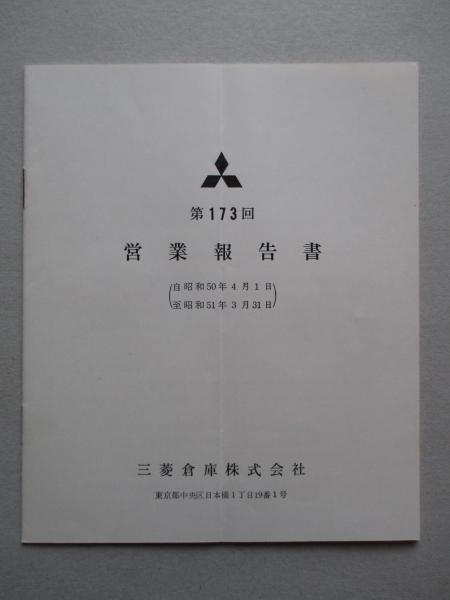 第173回
営業報告書
(自昭和50年4月1日
至昭和51年3月31日)
三菱倉庫株式会社
東京都中央区日本橋1丁目19番1号